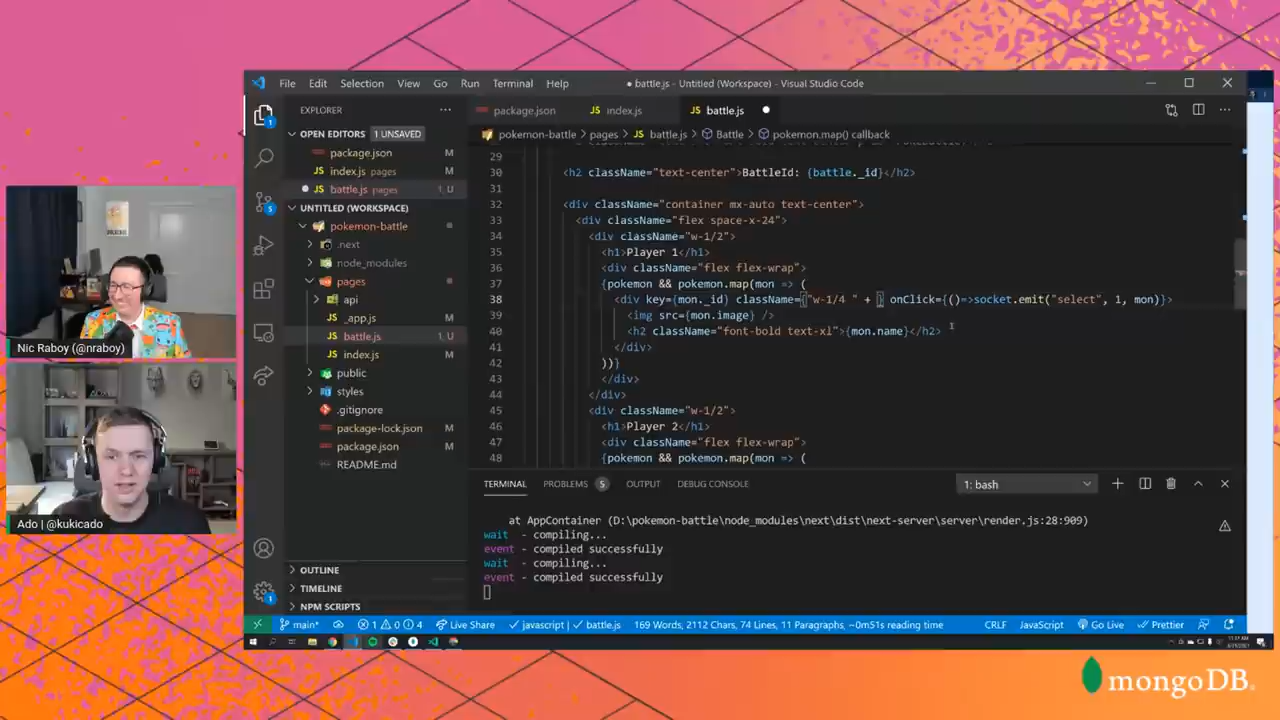 File Edit Selection View Go Run Terminal Help
● battle.js - Untitled (Workspace) - Visual Studio Code
EXPLORER
OPEN EDITORS 1 UNSAVED
package.json M
index.js pages M
battle.js pages 1, U
UNTITLED (WORKSPACE)
pokemon-battle
.next
node_modules
pages
api
_app.js
battle.js 1, U
index.js M
public
styles
.gitignore
package-lock.json M
package.json M
README.md
OUTLINE
TIMELINE
NPM SCRIPTS
package.json
index.js
battle.js
pokemon-battle > pages > battle.js > Battle > pokemon.map() callback
29
30 <h2 className="text-center">BattleId: {battle._id}</h2>
31
32 <div className="container mx-auto text-center">
33 <div className="flex space-x-24">
34 <div className="w-1/2">
35 <h1>Player 1</h1>
36 <div className="flex flex-wrap">
37 {pokemon && pokemon.map(mon => (
38 <div key={mon._id} className={"w-1/4 " + } onClick={()=>socket.emit("select", 1, mon)}>
39 <img src={mon.image} />
40 <h2 className="font-bold text-xl">{mon.name}</h2>
41 </div>
42 ))}
43 </div>
44 </div>
45 <div className="w-1/2">
46 <h1>Player 2</h1>
47 <div className="flex flex-wrap">
48 {pokemon && pokemon.map(mon => (
TERMINAL PROBLEMS 5 OUTPUT DEBUG CONSOLE
1: bash
at AppContainer (D:\pokemon-battle\node_modules\next\dist\next-server\server\render.js:28:909)
wait - compiling...
event - compiled successfully
wait - compiling...
event - compiled successfully
main* 1 0 4 Live Share javascript | battle.js 169 Words, 2112 Chars, 74 Lines, 11 Paragraphs, ~0m51s reading time CRLF JavaScript Go Live Prettier
Nic Raboy (@nraboy)
Ado | @kukicado
mongoDB.